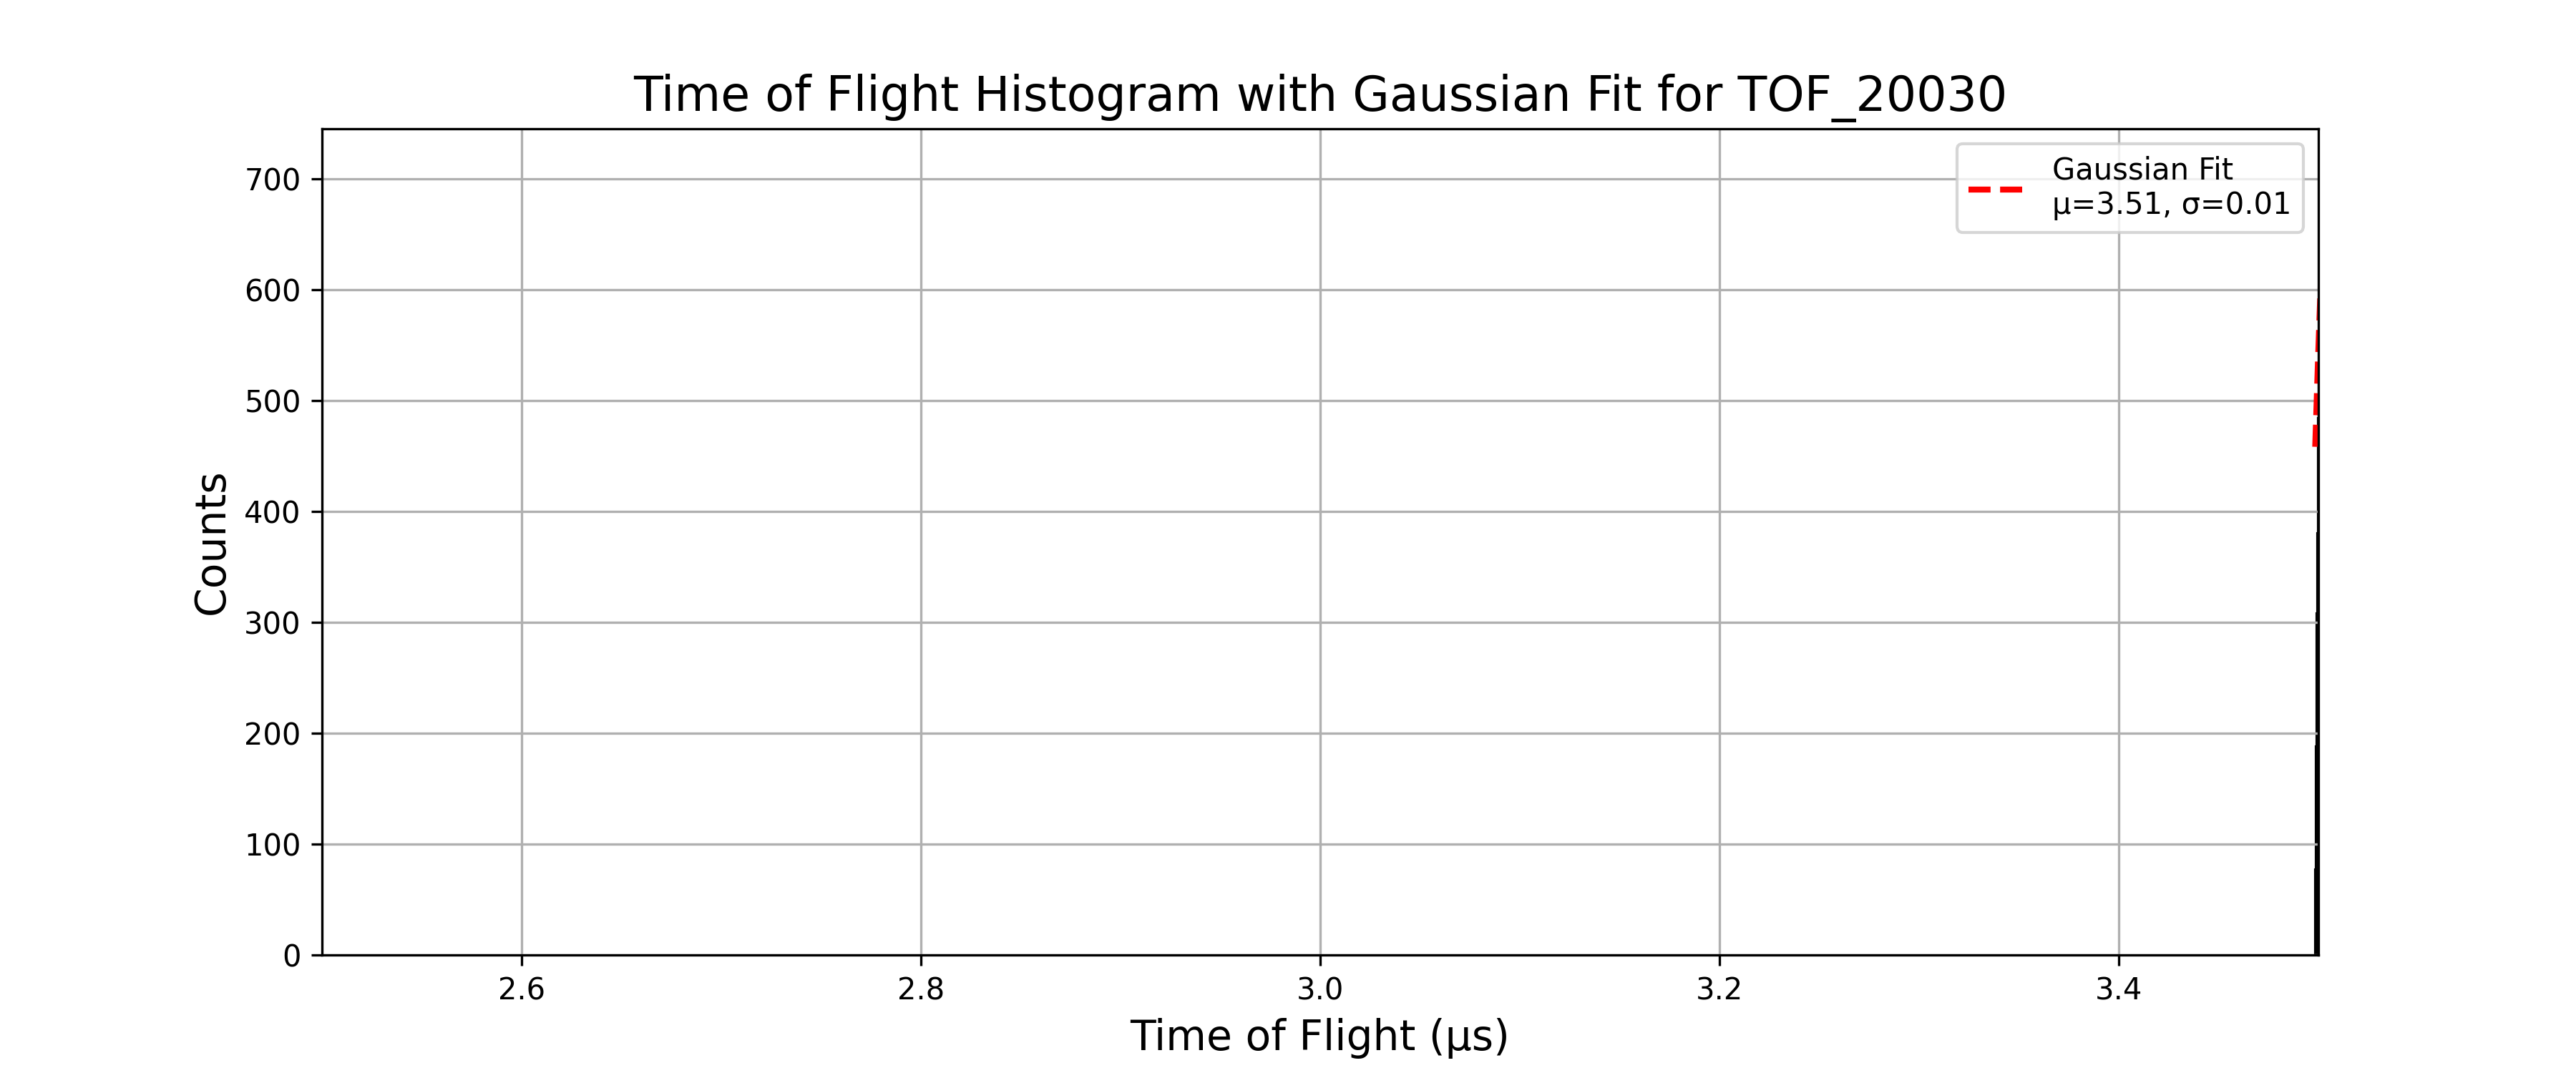 Time of Flight Histogram with Gaussian Fit for TOF_20030
Gaussian Fit
μ=3.51, σ=0.01
700
600
500
400
300
200
100
0
Counts
2.6 2.8 3.0 3.2 3.4
Time of Flight (μs)